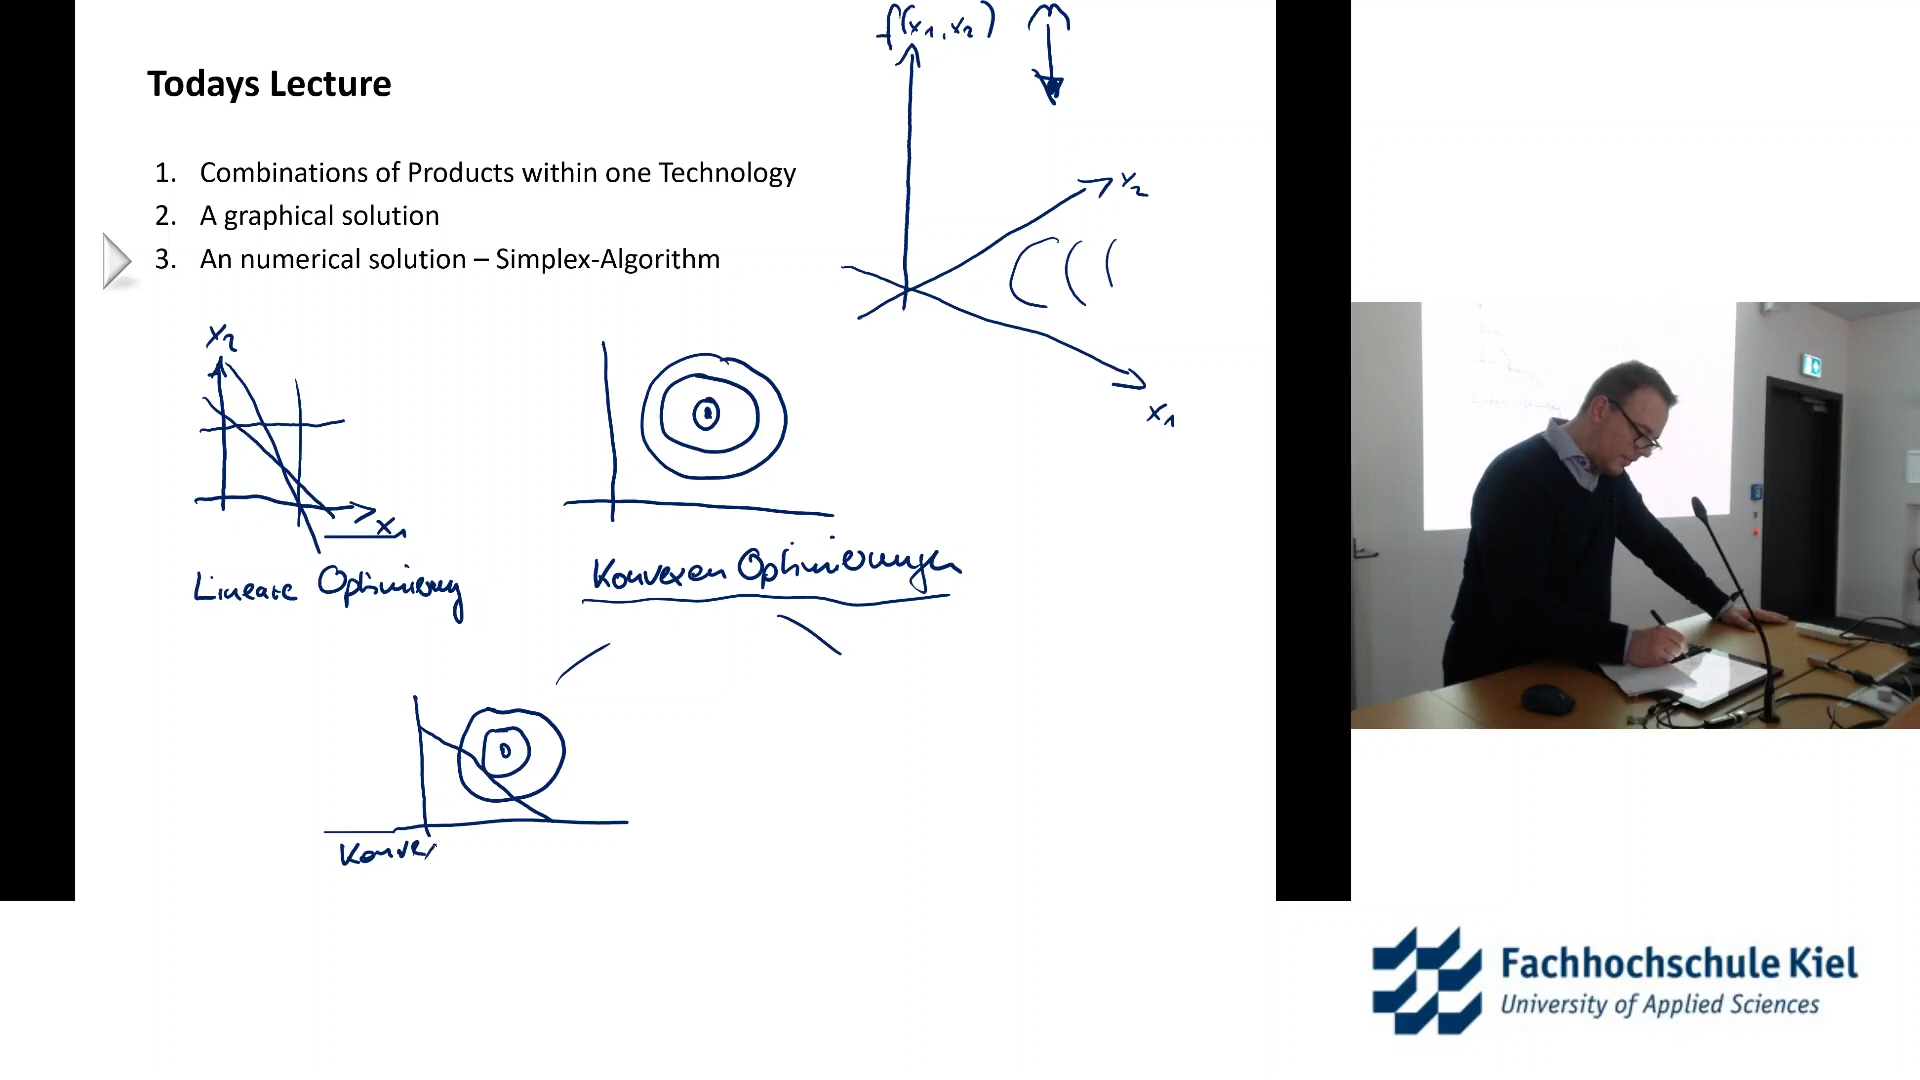 Todays Lecture
1. Combinations of Products within one Technology
2. A graphical solution
3. An numerical solution – Simplex-Algorithm
f(x1, x2)
x2
x1
x2
x1
Lineare Optimierung
Konvexen Optimierungen
Konvex
Fachhochschule Kiel
University of Applied Sciences